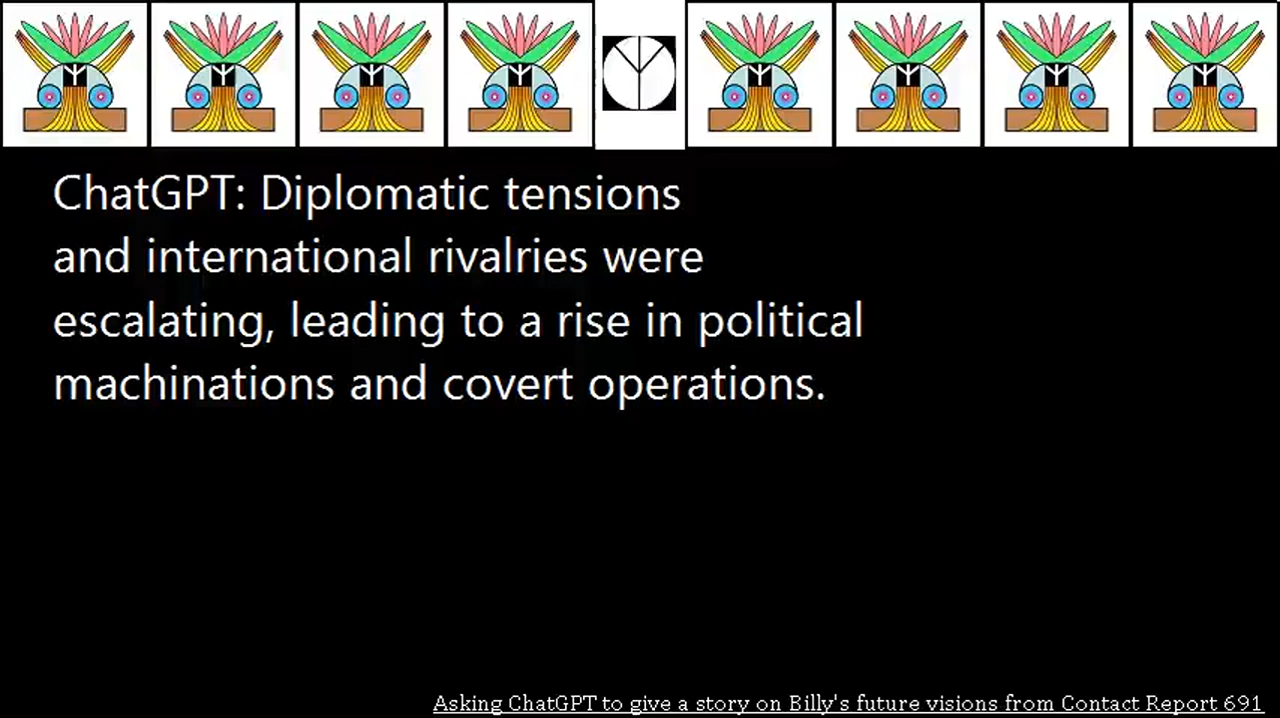 ChatGPT: Diplomatic tensions
and international rivalries were
escalating, leading to a rise in political
machinations and covert operations.
Asking ChatGPT to give a story on Billy's future visions from Contact Report 691